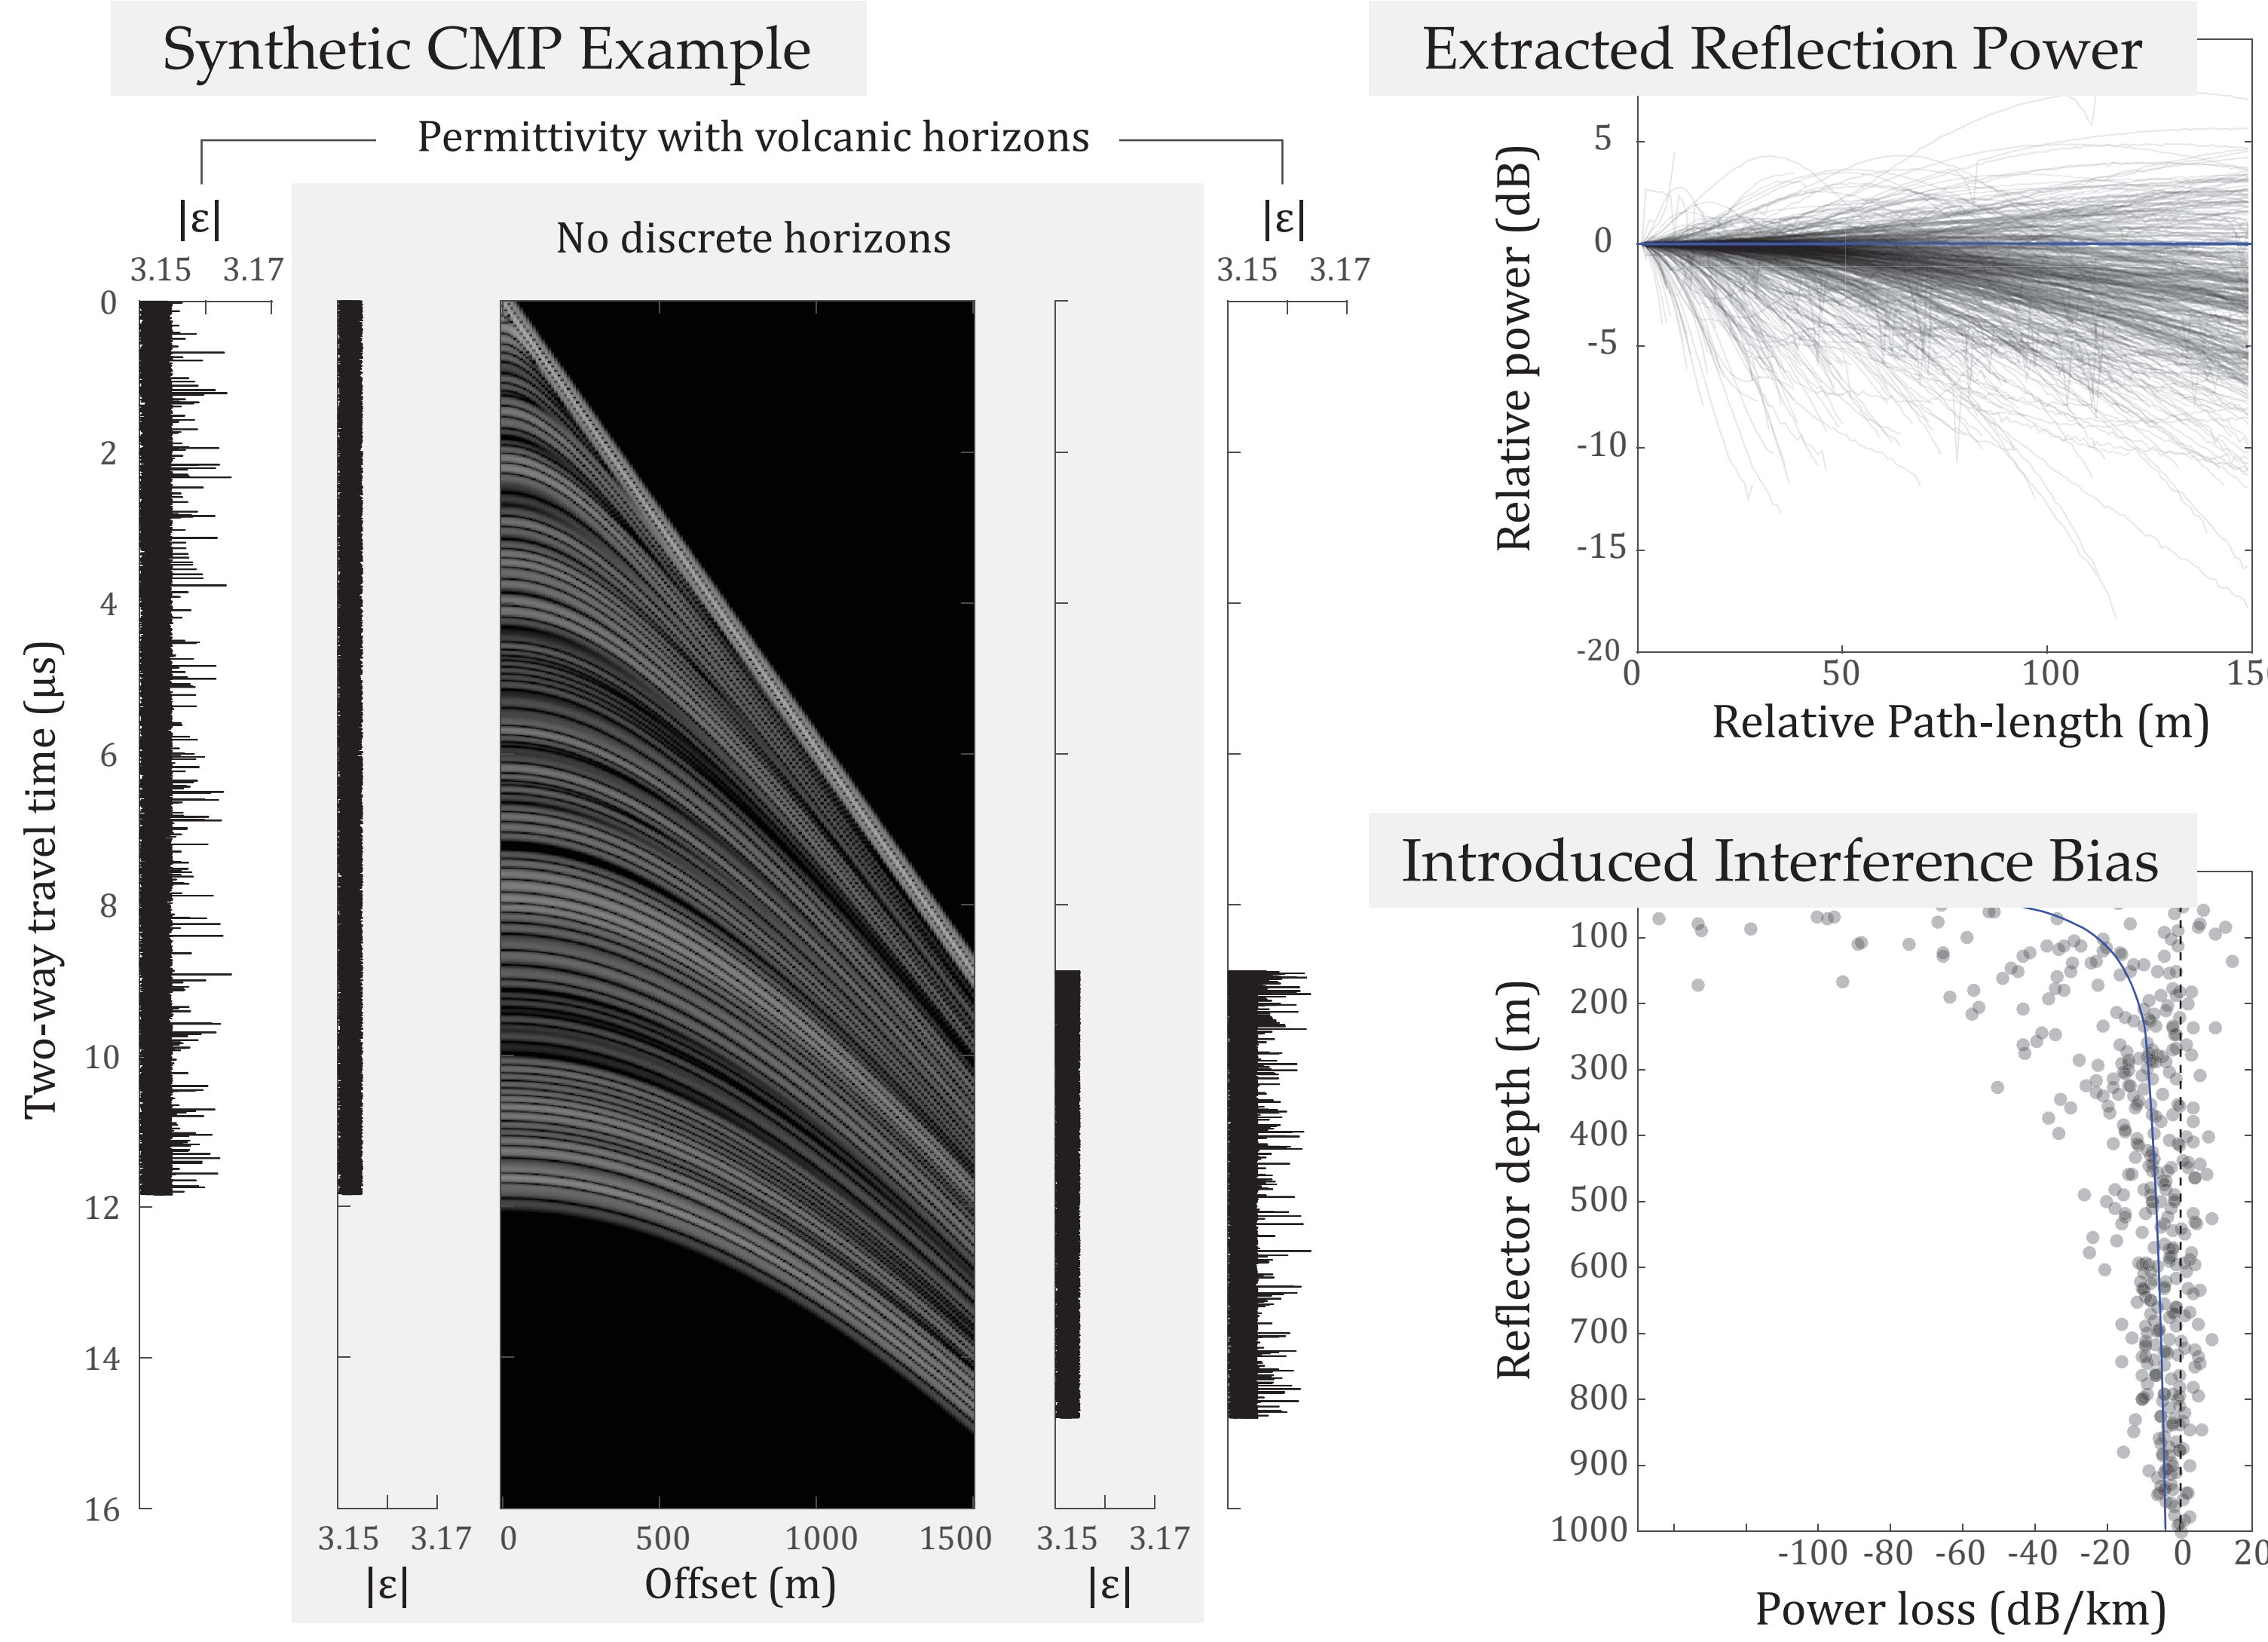 Synthetic CMP Example
Permittivity with volcanic horizons
|ε|
3.15 3.17
No discrete horizons
|ε|
3.15 3.17
0
2
4
6
8
10
12
14
16
Two-way travel time (μs)
3.15 3.17
|ε|
0 500 1000 1500
Offset (m)
3.15 3.17
|ε|
Extracted Reflection Power
5
0
-5
-10
-15
-20
Relative power (dB)
0 50 100 15
Relative Path-length (m)
Introduced Interference Bias
100
200
300
400
500
600
700
800
900
1000
Reflector depth (m)
-100 -80 -60 -40 -20 0 20
Power loss (dB/km)